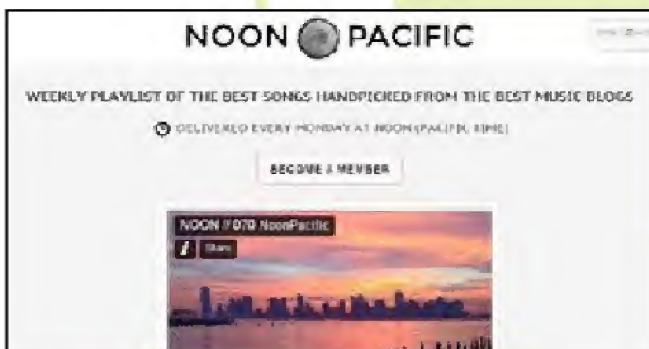 NOON PACIFIC
WEEKLY PLAYLIST OF THE BEST SONGS HANDPICKED FROM THE BEST MUSIC BLOGS
DELIVERED EVERY MONDAY AT NOON (PACIFIC TIME)
BECOME A MEMBER
NOON // 070 NoonPacific
Share